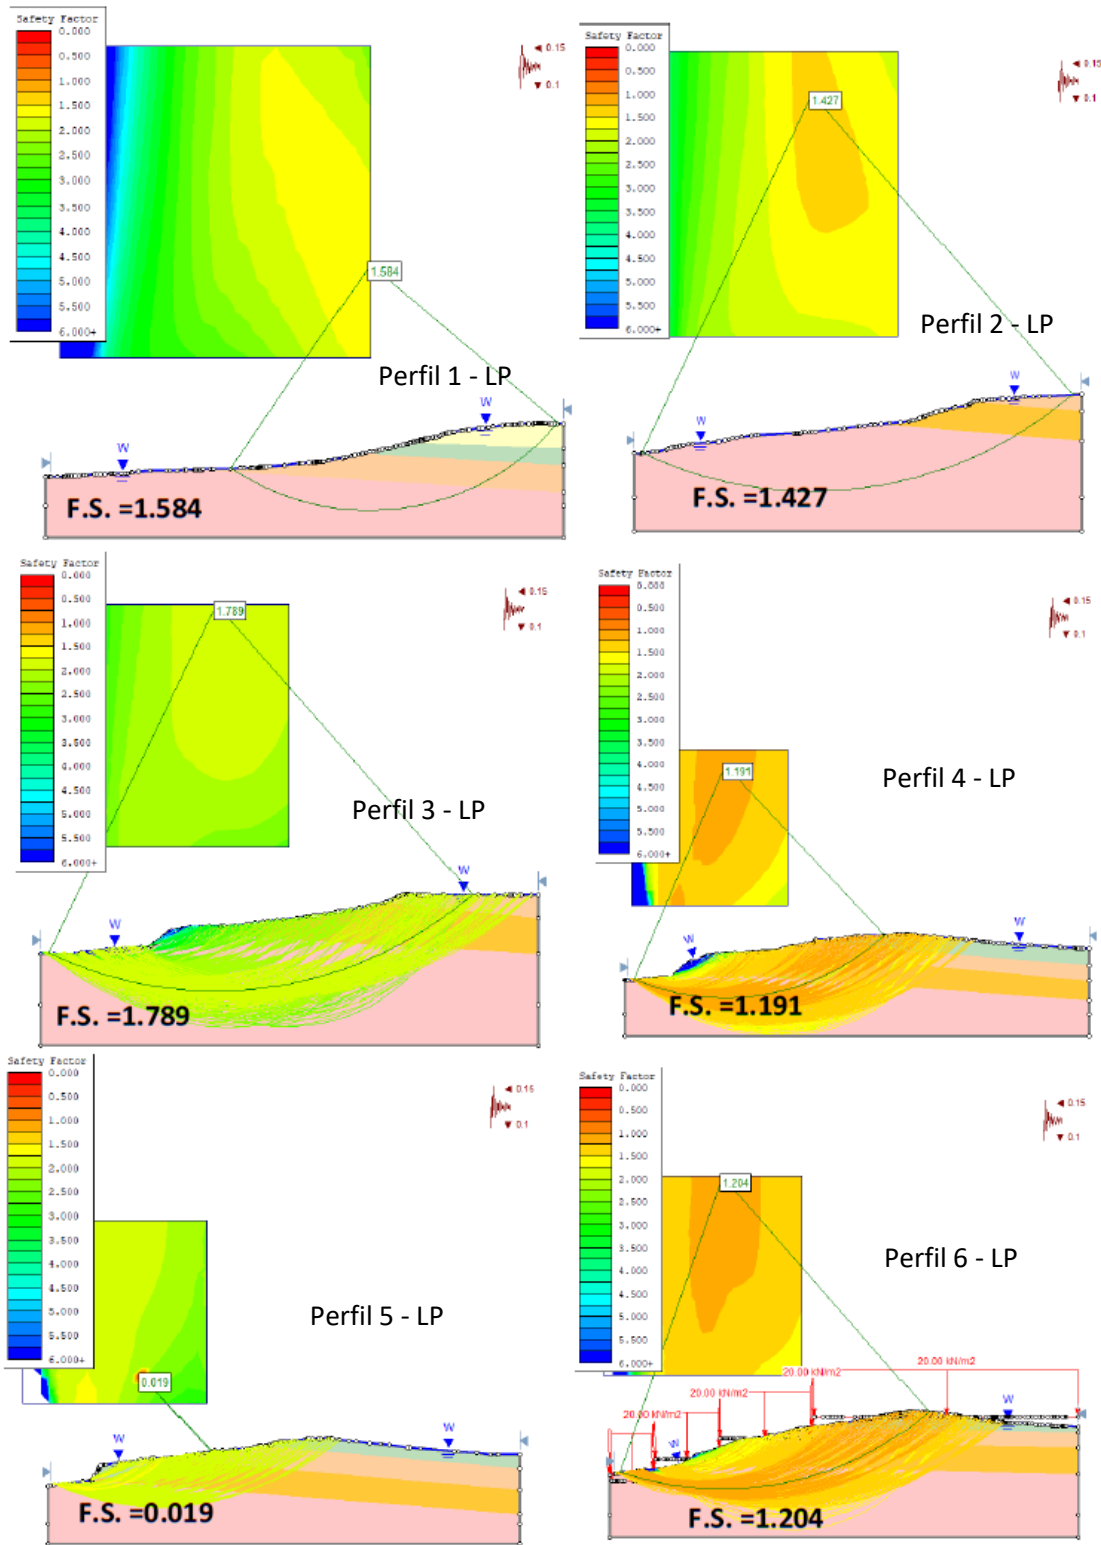 Safety Factor
0.000
0.500
1.000
1.500
2.000
2.500
3.000
3.500
4.000
4.500
5.000
5.500
6.000+
0.15
0.1
1.584
Perfil 1 - LP
W
W
F.S. =1.584
Safety Factor
0.000
0.500
1.000
1.500
2.000
2.500
3.000
3.500
4.000
4.500
5.000
5.500
6.000+
0.15
0.1
1.427
Perfil 2 - LP
W
W
F.S. =1.427
Safety Factor
0.000
0.500
1.000
1.500
2.000
2.500
3.000
3.500
4.000
4.500
5.000
5.500
6.000+
0.15
0.1
1.789
Perfil 3 - LP
W
W
F.S. =1.789
Safety Factor
0.000
0.500
1.000
1.500
2.000
2.500
3.000
3.500
4.000
4.500
5.000
5.500
6.000+
0.15
0.1
1.191
Perfil 4 - LP
W
W
F.S. =1.191
Safety Factor
0.000
0.500
1.000
1.500
2.000
2.500
3.000
3.500
4.000
4.500
5.000
5.500
6.000+
0.15
0.1
0.019
Perfil 5 - LP
W
W
F.S. =0.019
Safety Factor
0.000
0.500
1.000
1.500
2.000
2.500
3.000
3.500
4.000
4.500
5.000
5.500
6.000+
0.15
0.1
1.204
Perfil 6 - LP
20.00 kN/m2
20.00 kN/m2
20.00 kN/m2
W
W
F.S. =1.204